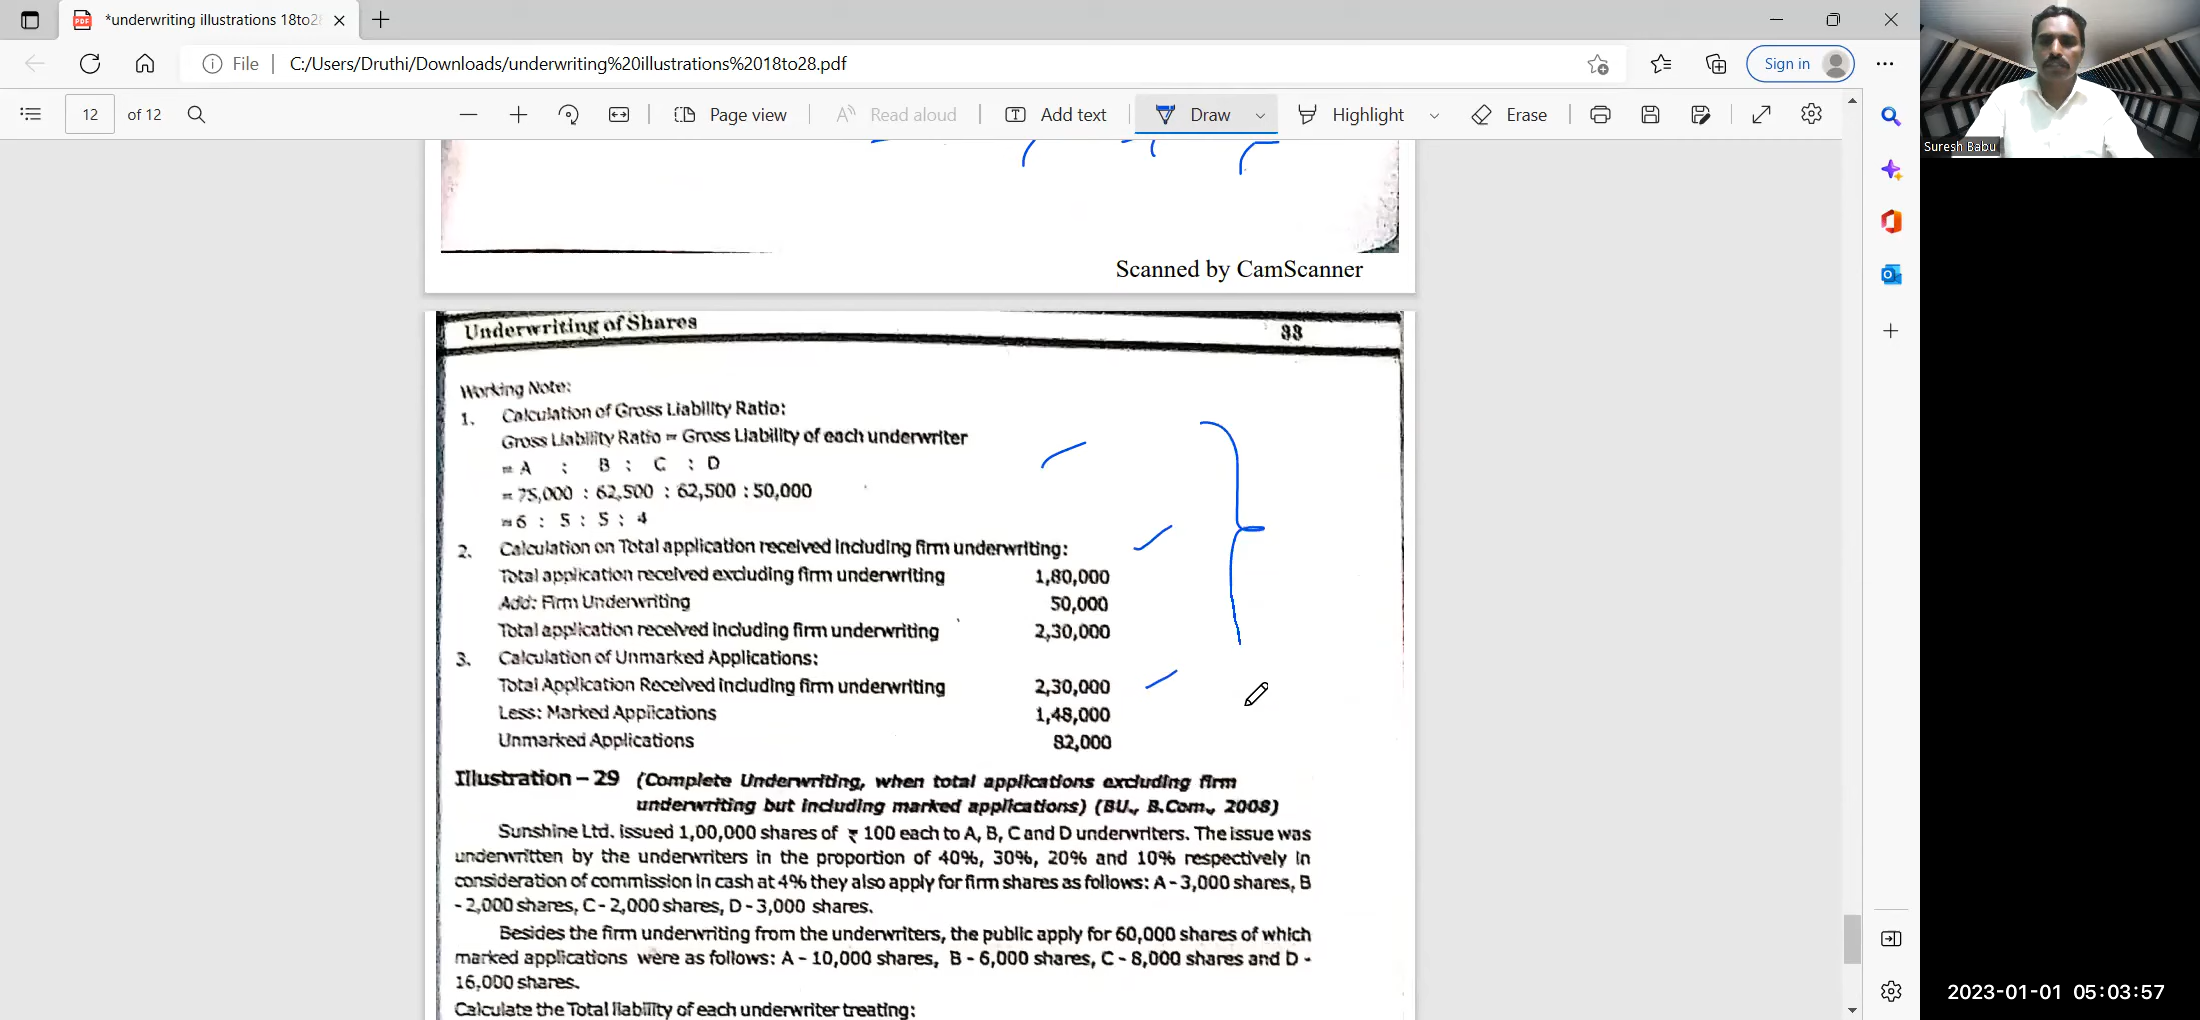 *underwriting illustrations 18to28
File
C:/Users/Druthi/Downloads/underwriting%20illustrations%2018to28.pdf
Sign in
12 of 12
Page view
Read aloud
Add text
Draw
Highlight
Erase
Suresh Babu
Scanned by CamScanner
Underwriting of Shares 33
Working Note:
1. Calculation of Gross Liability Ratio:
Gross Liability Ratio = Gross Liability of each underwriter
= A : B : C : D
= 75,000 : 62,500 : 62,500 : 50,000
= 6 : 5 : 5 : 4
2. Calculation on Total application received including firm underwriting:
Total application received excluding firm underwriting 1,80,000
Add: Firm Underwriting 50,000
Total application received including firm underwriting 2,30,000
3. Calculation of Unmarked Applications:
Total Application Received including firm underwriting 2,30,000
Less: Marked Applications 1,48,000
Unmarked Applications 82,000
Illustration – 29 (Complete Underwriting, when total applications excluding firm
underwriting but including marked applications) (BU., B.Com., 2008)
Sunshine Ltd. issued 1,00,000 shares of ₹ 100 each to A, B, C and D underwriters. The issue was
underwritten by the underwriters in the proportion of 40%, 30%, 20% and 10% respectively in
consideration of commission in cash at 4% they also apply for firm shares as follows: A - 3,000 shares, B
- 2,000 shares, C - 2,000 shares, D - 3,000 shares.
Besides the firm underwriting from the underwriters, the public apply for 60,000 shares of which
marked applications were as follows: A - 10,000 shares, B - 6,000 shares, C - 8,000 shares and D -
16,000 shares.
Calculate the Total liability of each underwriter treating:
2023-01-01 05:03:57